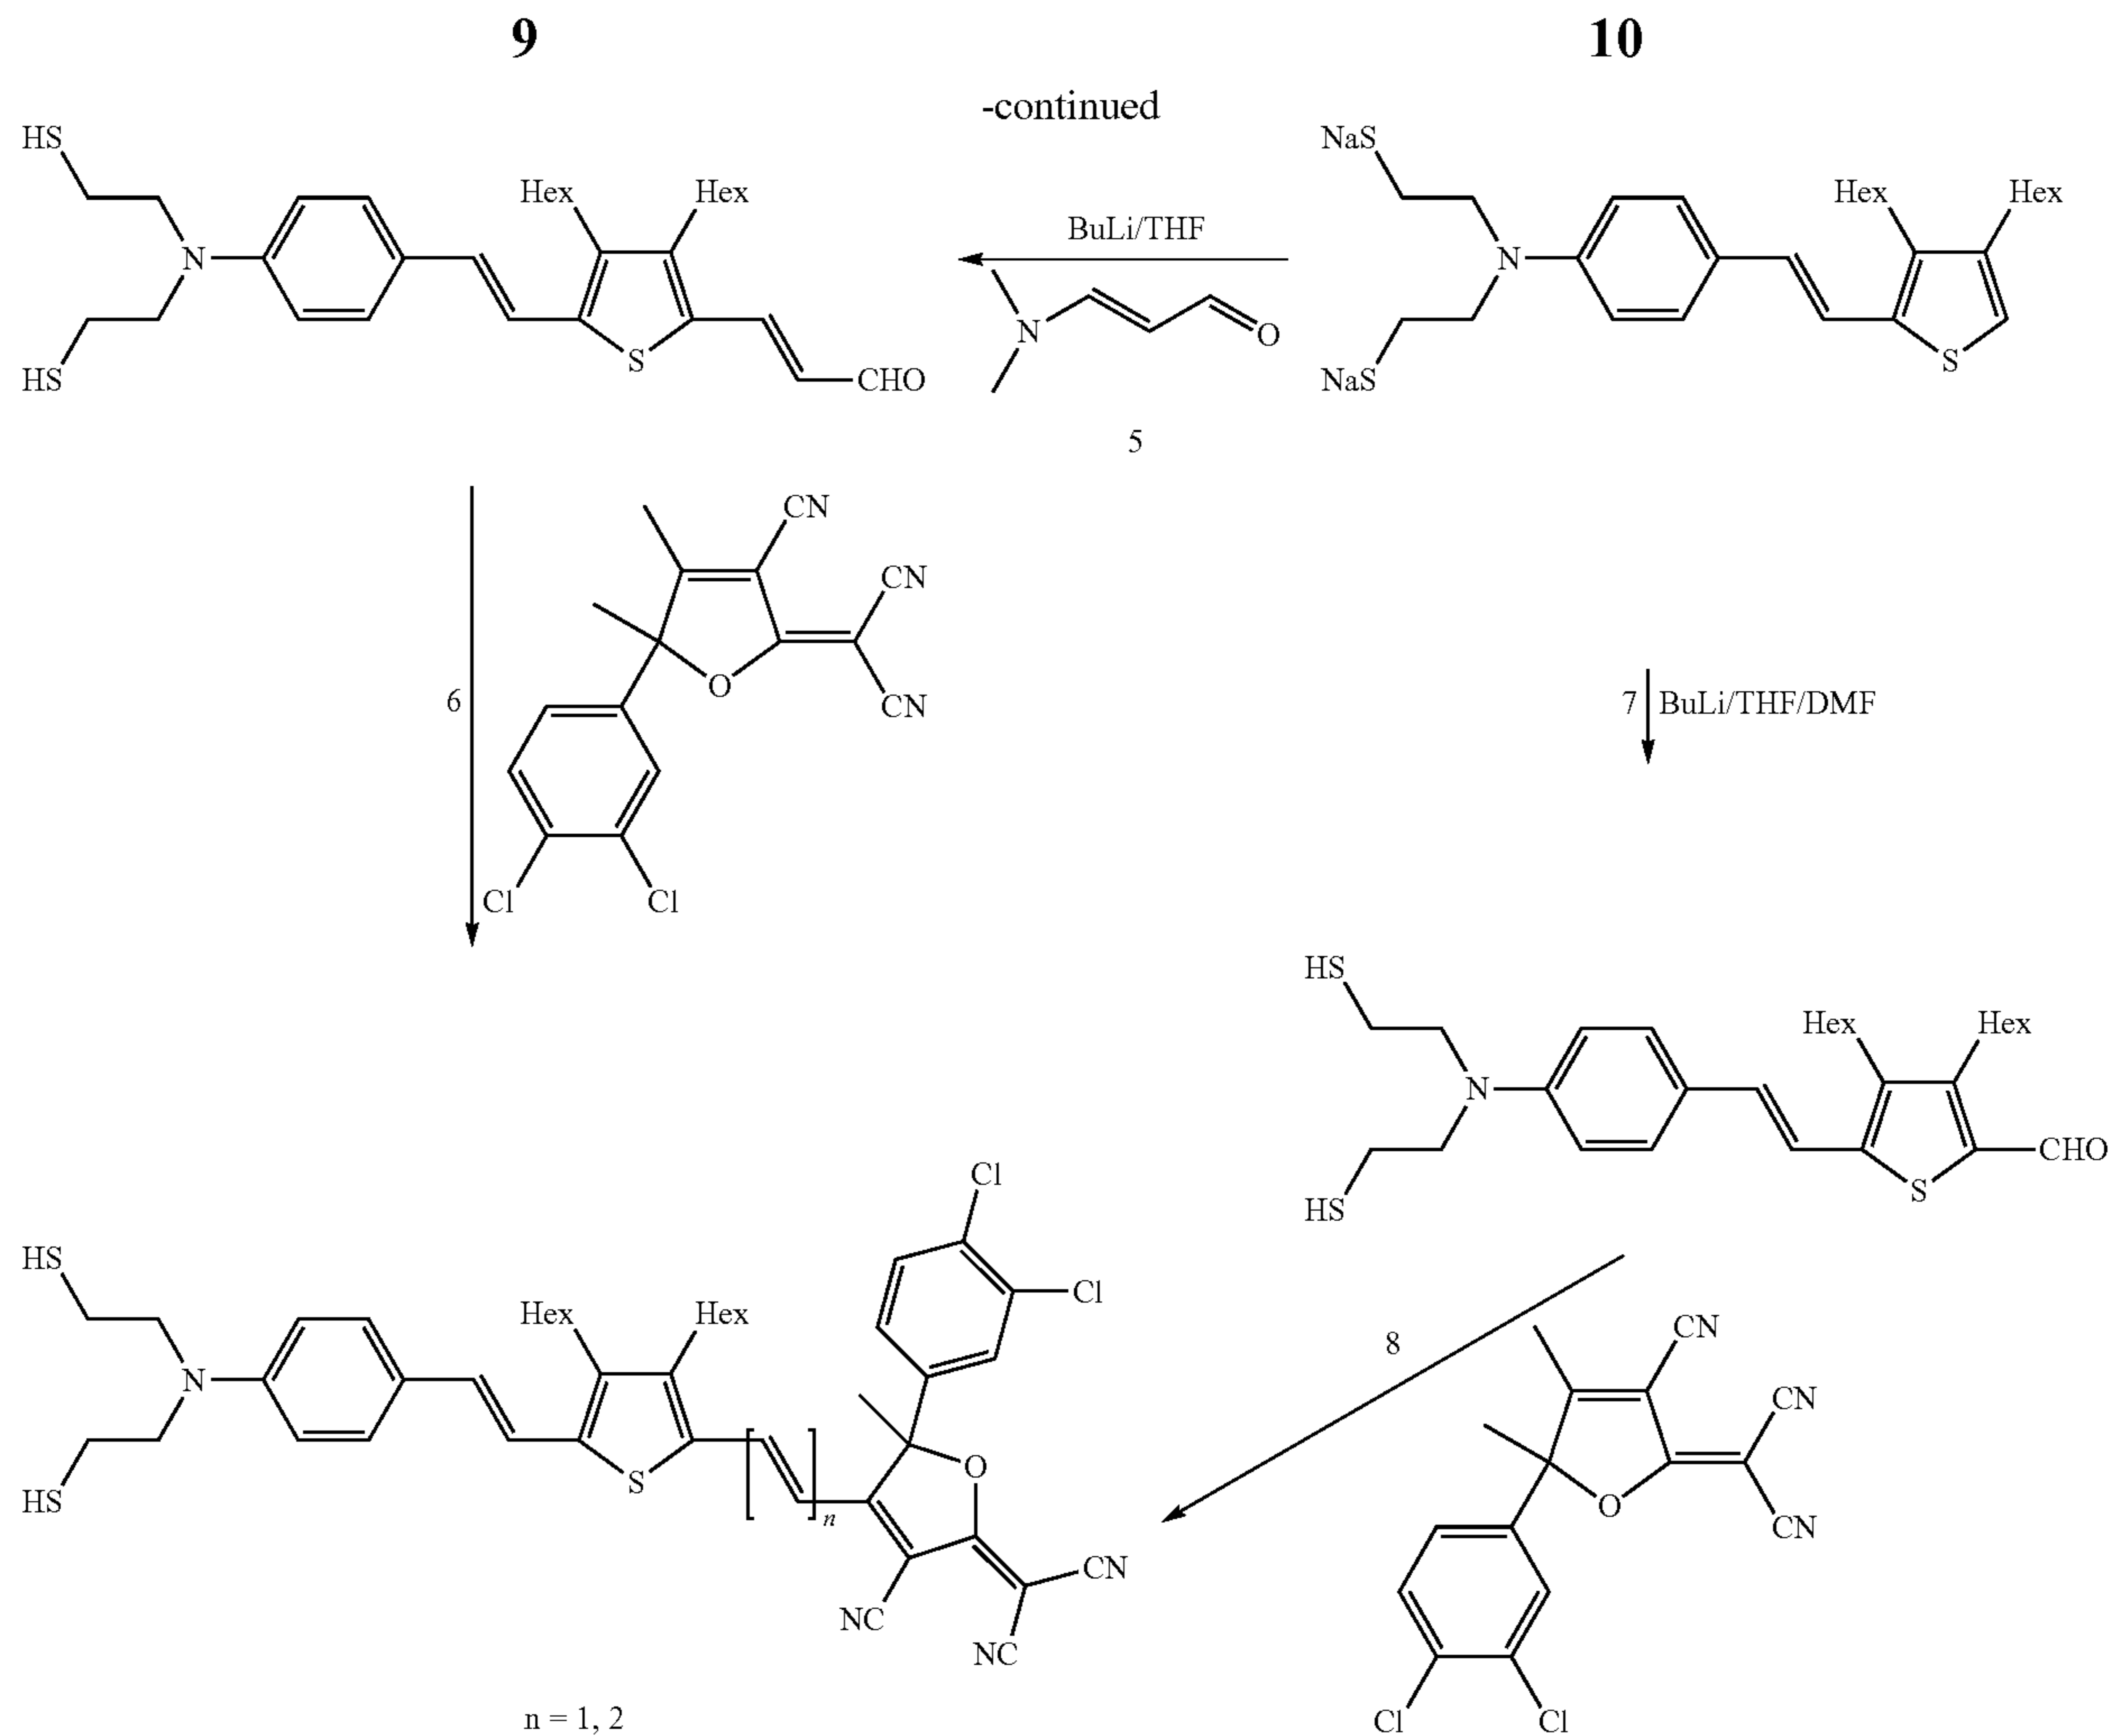 9 10
-continued
HS NaS
Hex Hex Hex Hex
BuLi/THF
N N
N O
S S
HS CHO NaS
5
CN
CN
O
CN
6
7 BuLi/THF/DMF
Cl Cl
HS
Hex Hex
N
CHO
S
HS
Cl
HS
Cl
Hex Hex
8
CN
N
CN
O
S
HS
O
n
CN
CN
NC
NC
Cl Cl
n = 1, 2